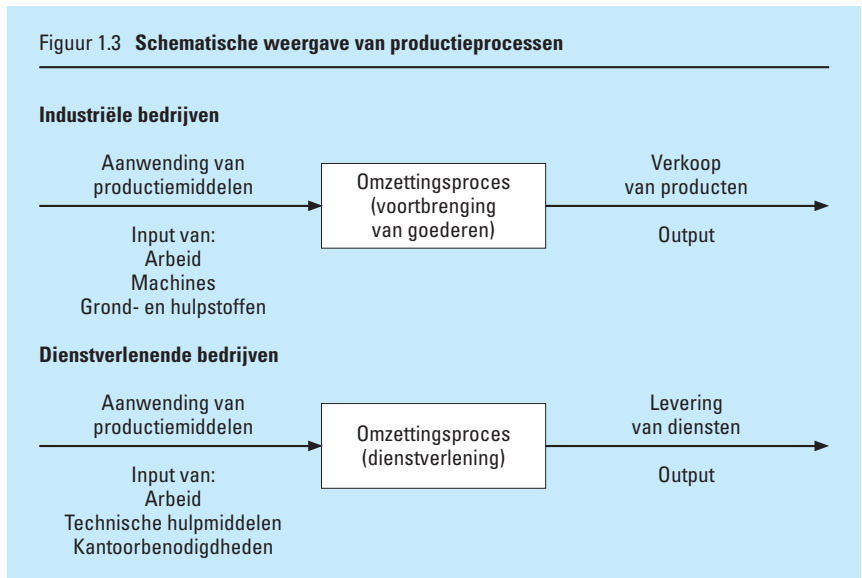 Figuur 1.3 Schematische weergave van productieprocessen
Industriële bedrijven
Aanwending van
productiemiddelen
Input van:
Arbeid
Machines
Grond- en hulpstoffen
Omzettingsproces
(voortbrenging
van goederen)
Verkoop
van producten
Output
Dienstverlenende bedrijven
Aanwending van
productiemiddelen
Input van:
Arbeid
Technische hulpmiddelen
Kantoorbenodigdheden
Omzettingsproces
(dienstverlening)
Levering
van diensten
Output